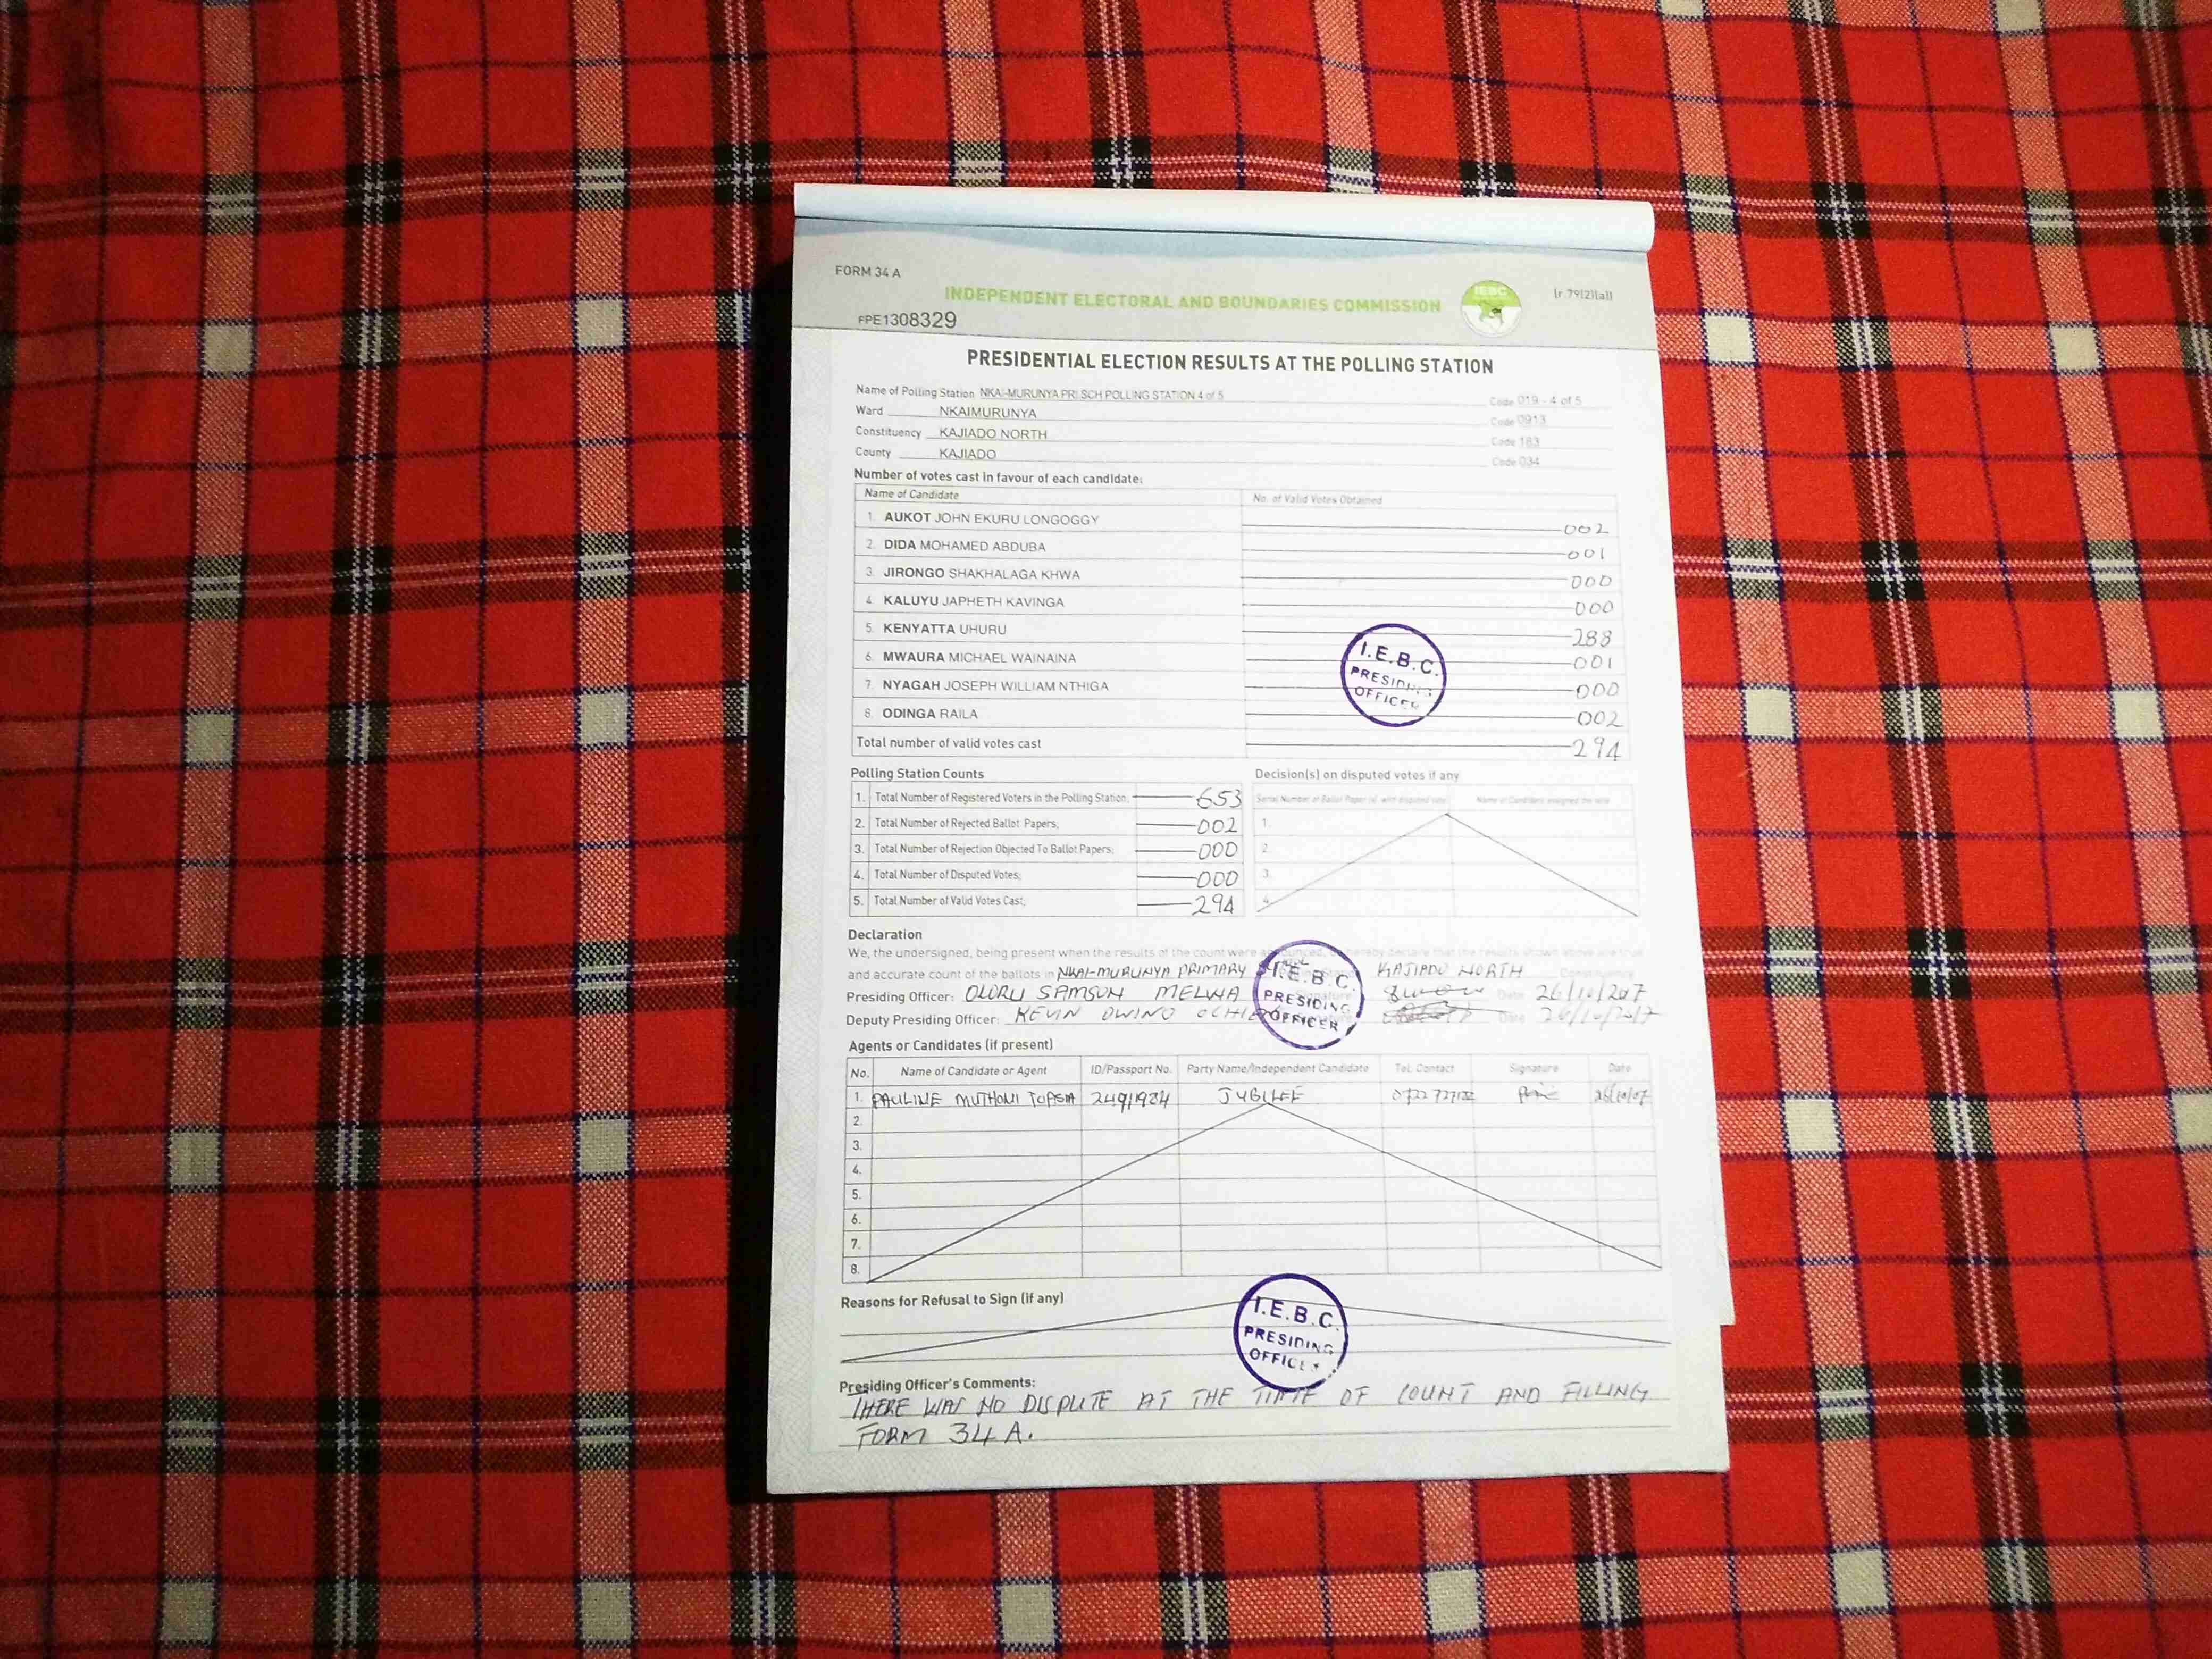 FORM 34 A
INDEPENDENT ELECTORAL AND BOUNDARIES COMMISSION IEBC (r.79(2)(a))
FPE1308329
PRESIDENTIAL ELECTION RESULTS AT THE POLLING STATION
Name of Polling Station NKAI-MURUNYA PRI SCH POLLING STATION 4 of 5 Code 019 - 4 of 5
Ward NKAIMURUNYA Code 0913
Constituency KAJIADO NORTH Code 183
County KAJIADO Code 034
Number of votes cast in favour of each candidate:
Name of Candidate No. of Valid Votes Obtained
1. AUKOT JOHN EKURU LONGOGGY 002
2. DIDA MOHAMED ABDUBA 001
3. JIRONGO SHAKHALAGA KHWA 000
4. KALUYU JAPHETH KAVINGA 000
5. KENYATTA UHURU 288
6. MWAURA MICHAEL WAINAINA 001
7. NYAGAH JOSEPH WILLIAM NTHIGA 000
8. ODINGA RAILA 002
I.E.B.C.
PRESIDING
OFFICER
Total number of valid votes cast 294
Polling Station Counts
1. Total Number of Registered Voters in the Polling Station; 653
2. Total Number of Rejected Ballot Papers; 002
3. Total Number of Rejection Objected To Ballot Papers; 000
4. Total Number of Disputed Votes; 000
5. Total Number of Valid Votes Cast; 294
Decision(s) on disputed votes if any
Serial Number of Ballot Paper (s) with disputed vote Name of Candidate assigned the vote
1.
2.
3.
4.
Declaration
We, the undersigned, being present when the results of the count were announced, do hereby declare that the results shown above are true
and accurate count of the ballots in NKAI-MURUNYA PRIMARY KAJIADO NORTH Constituency
Presiding Officer: OLORU SAMSON MELWA Signature Date 26/10/2017
Deputy Presiding Officer: KEVIN OWINO Signature Date 26/10/2017
I.E.B.C.
PRESIDING
OFFICER
Agents or Candidates (if present)
No. Name of Candidate or Agent ID/Passport No. Party Name/Independent Candidate Tel. Contact Signature Date
1. PAULINE MUTHONI JUBILEE
2.
3.
4.
5.
6.
7.
8.
Reasons for Refusal to Sign (if any)
I.E.B.C.
PRESIDING
OFFICER
Presiding Officer's Comments:
THERE WAS NO DISPUTE AT THE TIME OF COUNT AND FILLING
FORM 34 A.